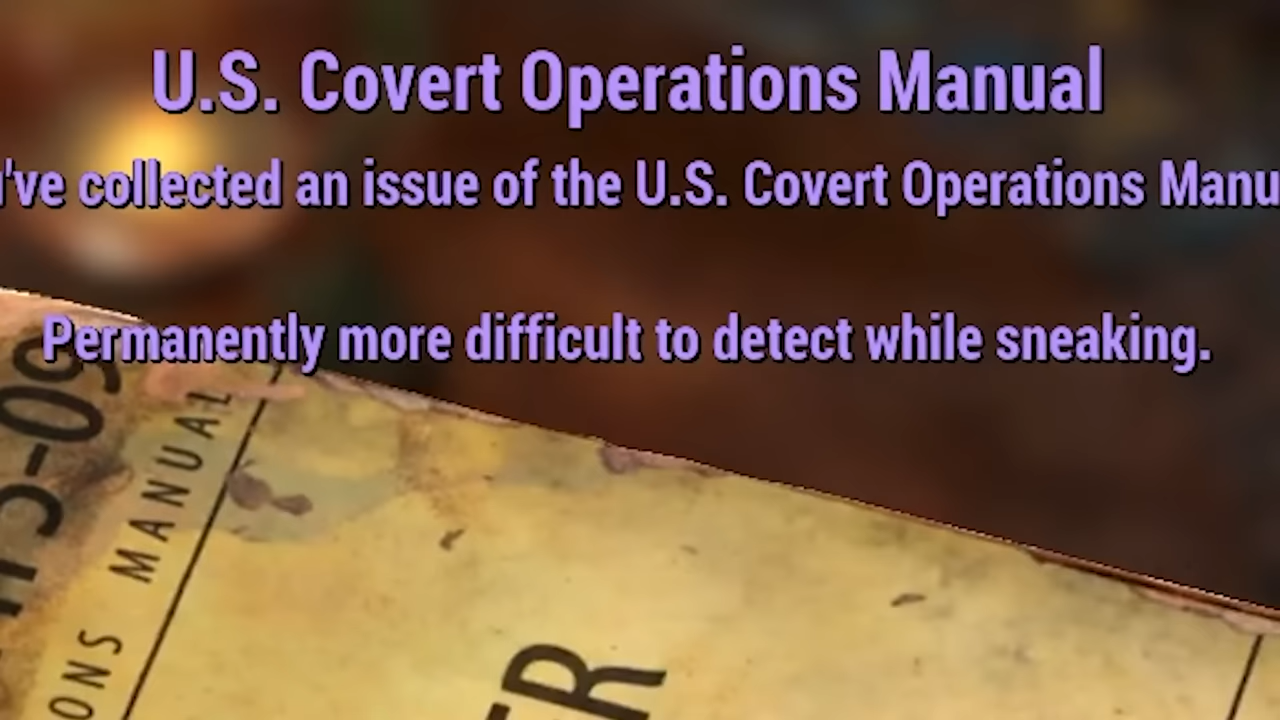 U.S. Covert Operations Manual
've collected an issue of the U.S. Covert Operations Manu
Permanently more difficult to detect while sneaking.
MANUAL
ONS
ER